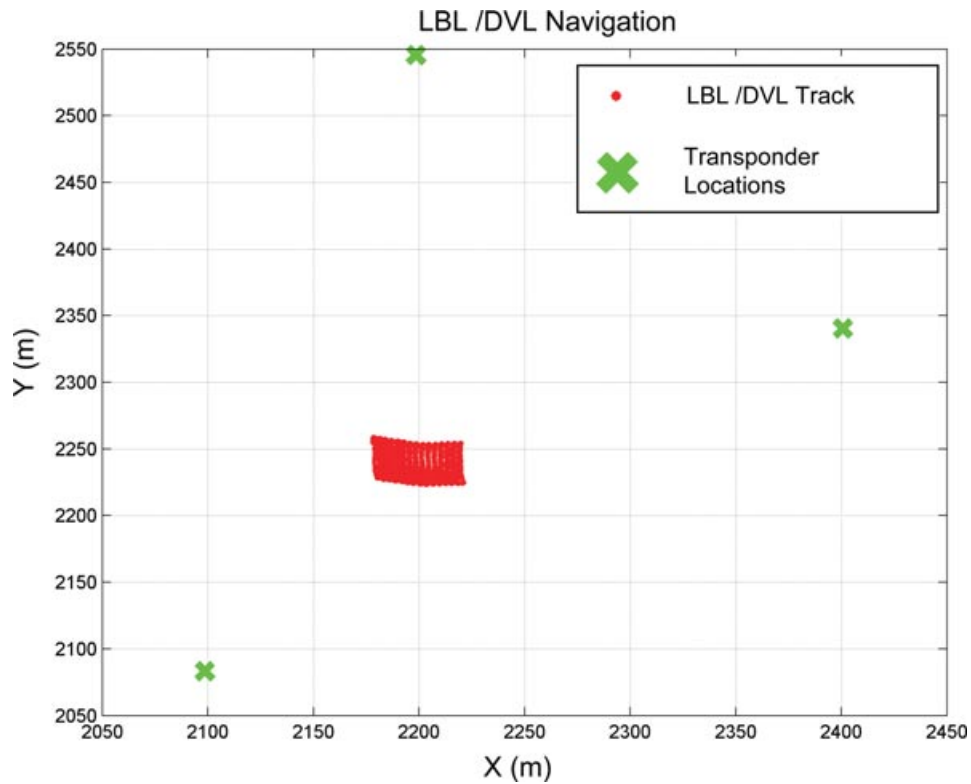 LBL /DVL Navigation
2550
2500
2450
2400
2350
2300
2250
2200
2150
2100
2050
Y (m)
LBL /DVL Track
Transponder
Locations
2050 2100 2150 2200 2250 2300 2350 2400 2450
X (m)